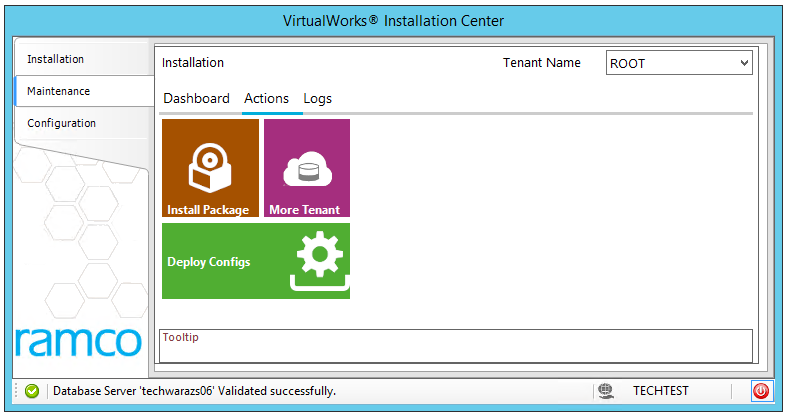 VirtualWorks® Installation Center
Installation
Maintenance
Configuration
Installation
Tenant Name
ROOT
Dashboard Actions Logs
Install Package
More Tenant
Deploy Configs
ramco
Tooltip
Database Server 'techwarazs06' Validated successfully.
TECHTEST